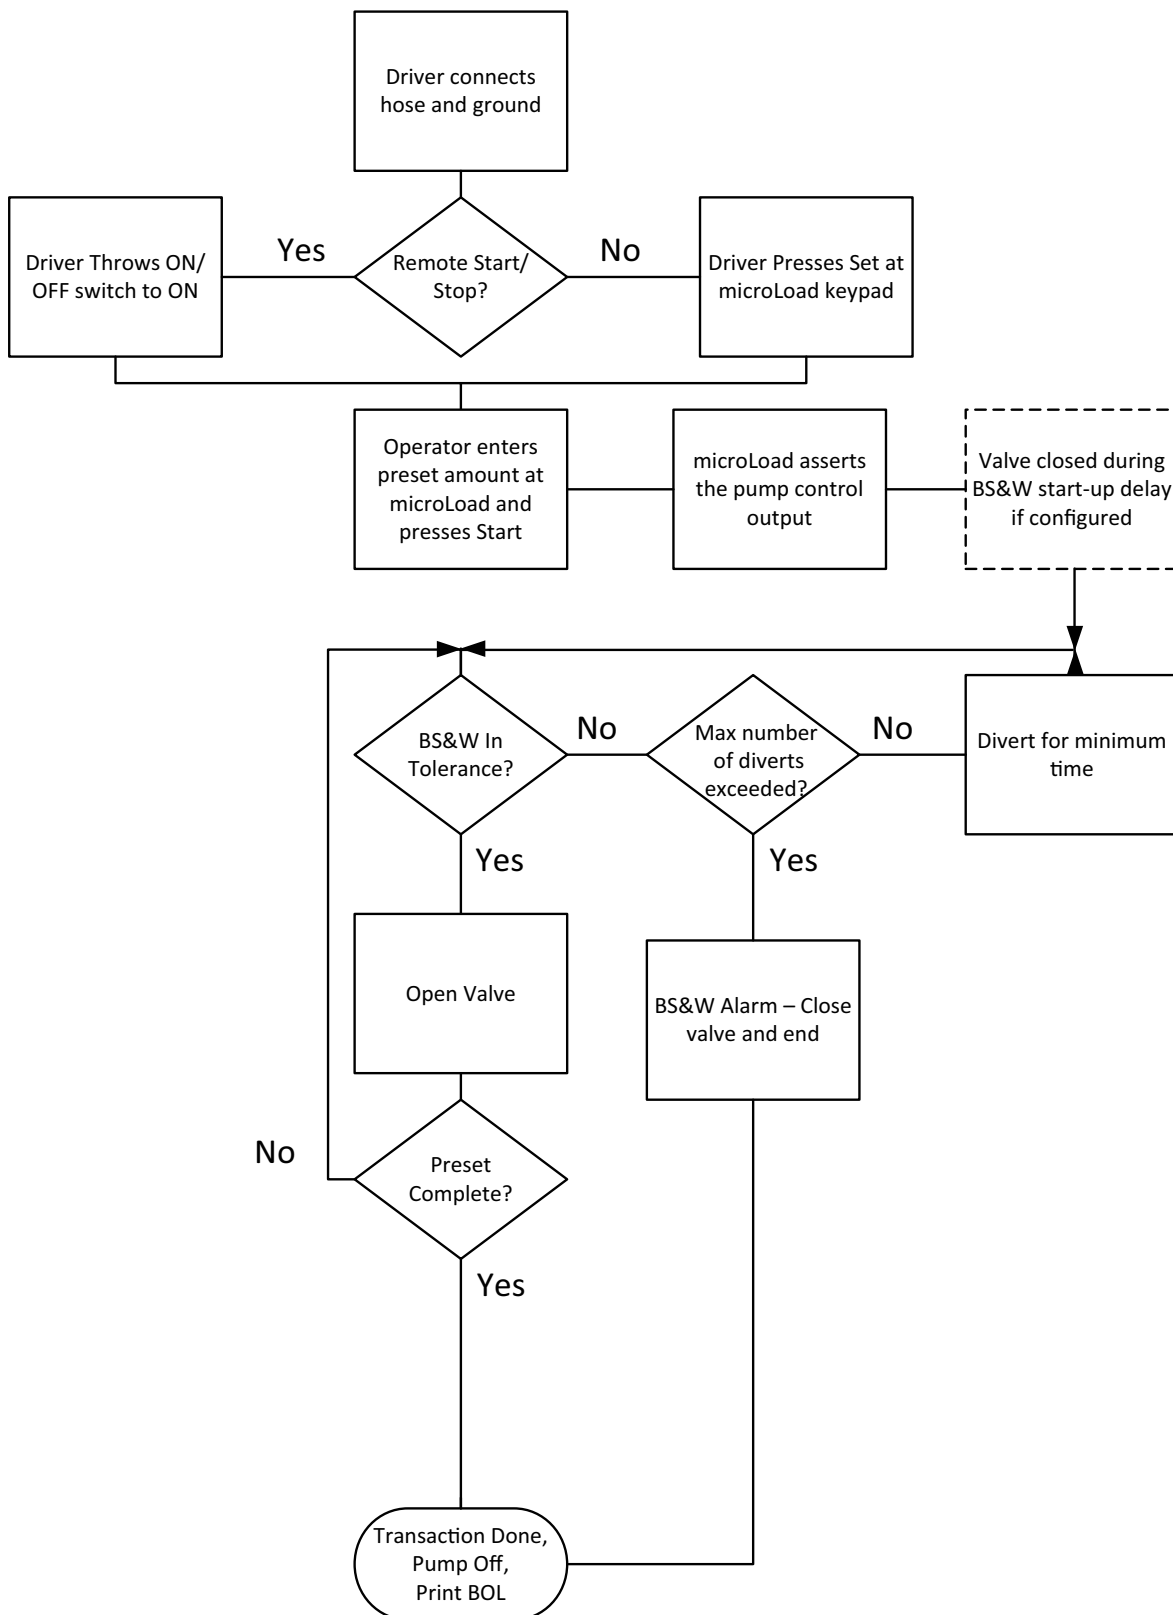 Driver connects
hose and ground
Driver Throws ON/
OFF switch to ON
Yes
Remote Start/
Stop?
No
Driver Presses Set at
microLoad keypad
Operator enters
preset amount at
microLoad and
presses Start
microLoad asserts
the pump control
output
Valve closed during
BS&W start-up delay
if configured
BS&W In
Tolerance?
No
Max number
of diverts
exceeded?
No
Divert for minimum
time
Yes
Yes
Open Valve
BS&W Alarm – Close
valve and end
No
Preset
Complete?
Yes
Transaction Done,
Pump Off,
Print BOL